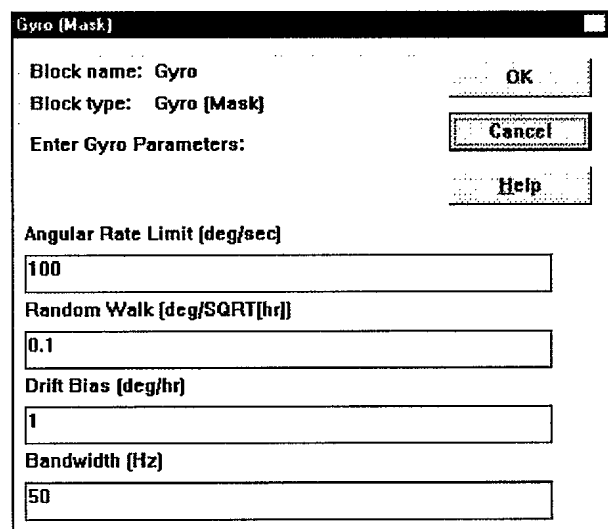 Gyro (Mask)
Block name: Gyro
Block type: Gyro (Mask)
Enter Gyro Parameters:
OK
Cancel
Help
Angular Rate Limit (deg/sec)
100
Random Walk (deg/SQRT(hr))
0.1
Drift Bias (deg/hr)
1
Bandwidth (Hz)
50